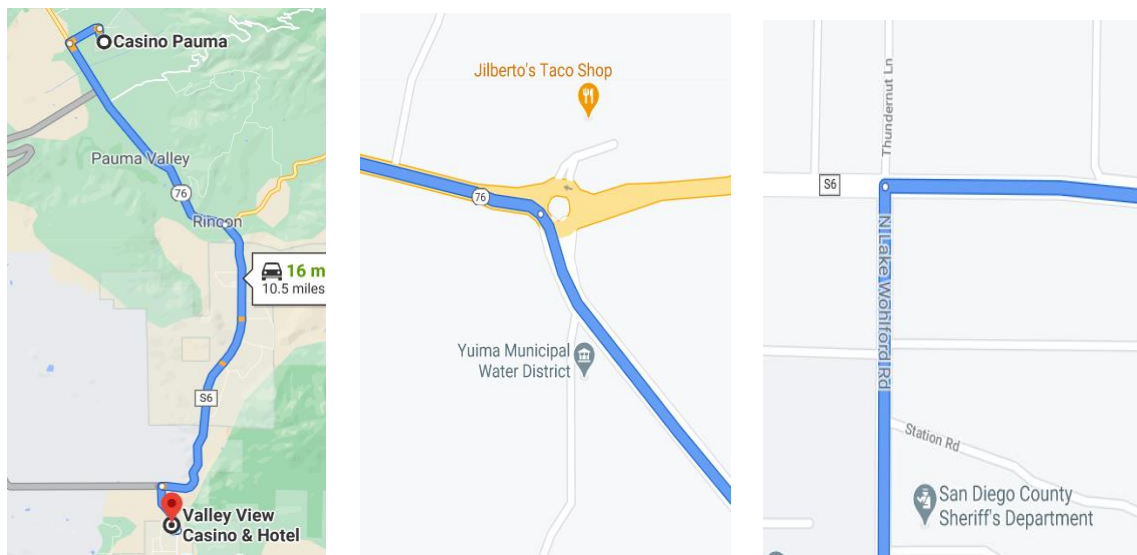 Casino Pauma
Pauma Valley
76
Rincon
16 m
10.5 miles
S6
Valley View
Casino & Hotel
Jilberto's Taco Shop
76
Yuima Municipal
Water District
Thundernut Ln
S6
N Lake Wohlford Rd
Station Rd
San Diego County
Sheriff's Department